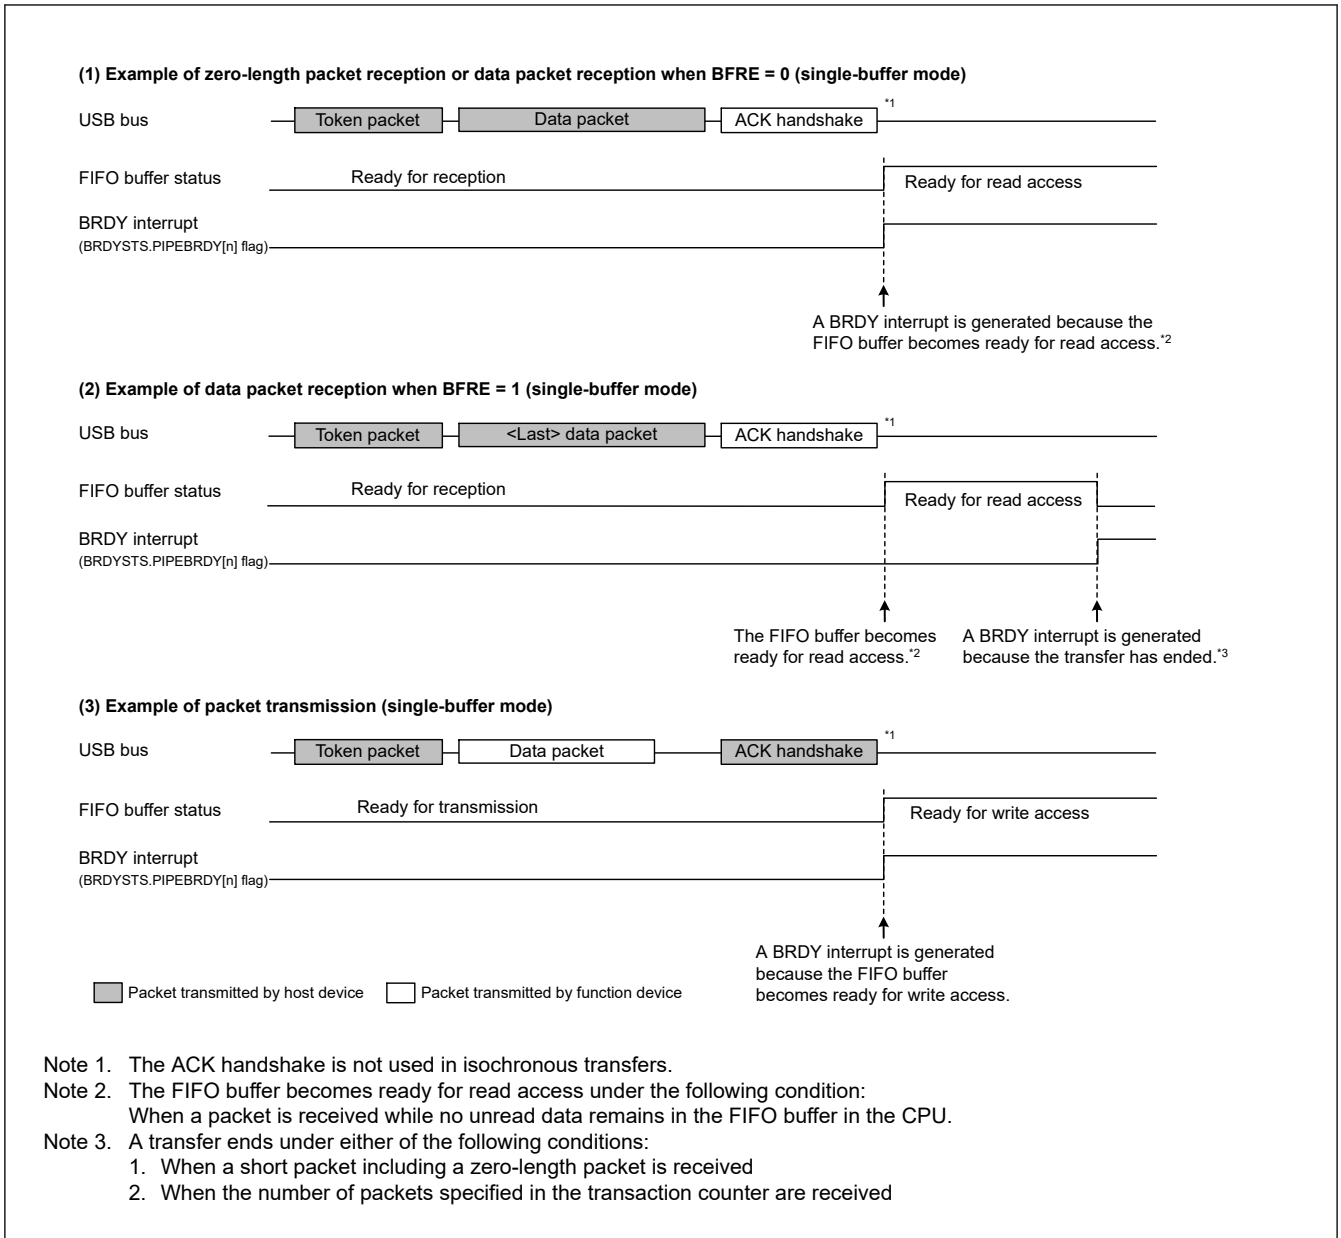 (1) Example of zero-length packet reception or data packet reception when BFRE = 0 (single-buffer mode)
USB bus
Token packet
Data packet
ACK handshake
*1
FIFO buffer status
Ready for reception
Ready for read access
BRDY interrupt
(BRDYSTS.PIPEBRDY[n] flag)
A BRDY interrupt is generated because the
FIFO buffer becomes ready for read access.*2
(2) Example of data packet reception when BFRE = 1 (single-buffer mode)
USB bus
Token packet
<Last> data packet
ACK handshake
*1
FIFO buffer status
Ready for reception
Ready for read access
BRDY interrupt
(BRDYSTS.PIPEBRDY[n] flag)
The FIFO buffer becomes
ready for read access.*2
A BRDY interrupt is generated
because the transfer has ended.*3
(3) Example of packet transmission (single-buffer mode)
USB bus
Token packet
Data packet
ACK handshake
*1
FIFO buffer status
Ready for transmission
Ready for write access
BRDY interrupt
(BRDYSTS.PIPEBRDY[n] flag)
A BRDY interrupt is generated
because the FIFO buffer
becomes ready for write access.
Packet transmitted by host device
Packet transmitted by function device
Note 1. The ACK handshake is not used in isochronous transfers.
Note 2. The FIFO buffer becomes ready for read access under the following condition:
When a packet is received while no unread data remains in the FIFO buffer in the CPU.
Note 3. A transfer ends under either of the following conditions:
1. When a short packet including a zero-length packet is received
2. When the number of packets specified in the transaction counter are received